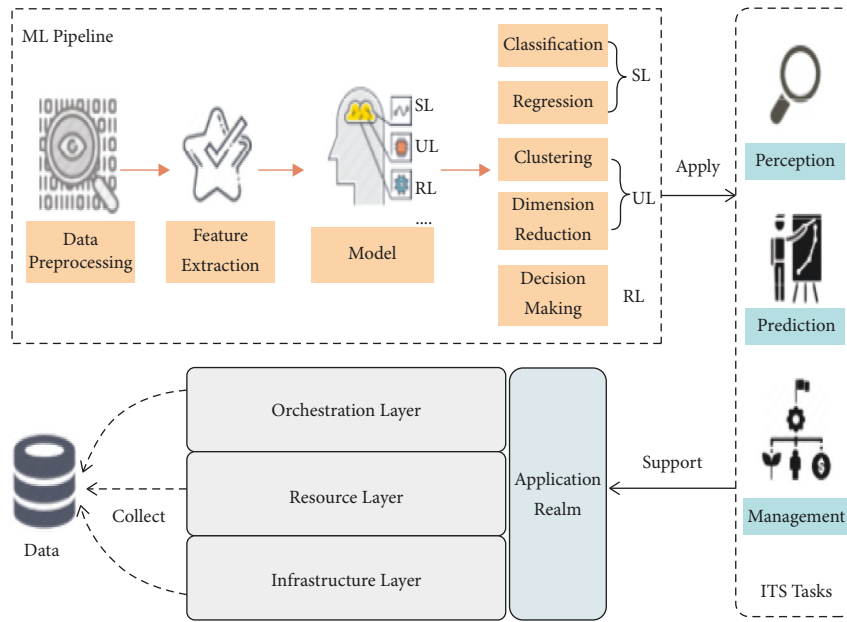 ML Pipeline
Data
Preprocessing
Feature
Extraction
SL
UL
RL
....
Model
Classification
Regression
SL
Clustering
Dimension
Reduction
UL
Decision
Making
RL
Apply
Perception
Prediction
Management
ITS Tasks
Support
Application
Realm
Orchestration Layer
Resource Layer
Infrastructure Layer
Collect
Data